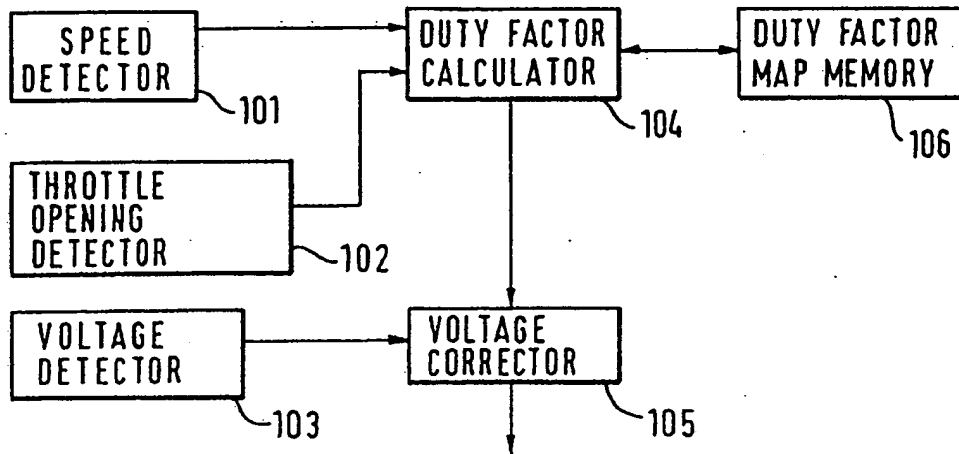 SPEED
DETECTOR
101
DUTY FACTOR
CALCULATOR
104
DUTY FACTOR
MAP MEMORY
106
THROTTLE
OPENING
DETECTOR
102
VOLTAGE
DETECTOR
103
VOLTAGE
CORRECTOR
105